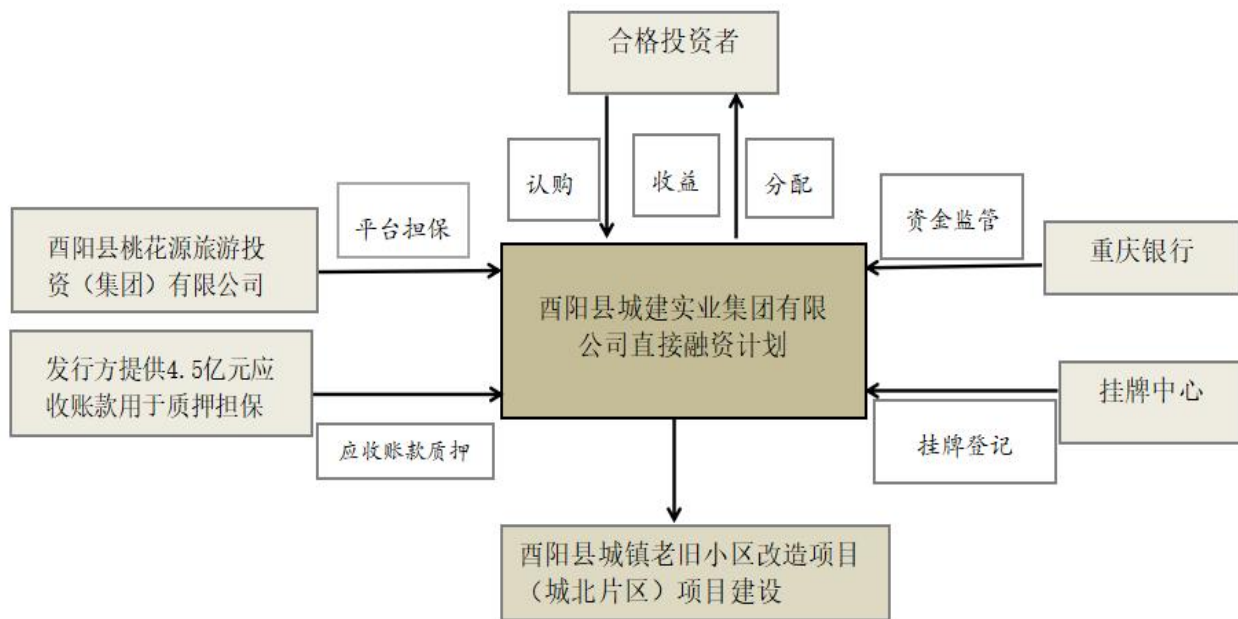 合格投资者
认购
收益
分配
平台担保
资金监管
酉阳县桃花源旅游投
资（集团）有限公司
酉阳县城建实业集团有限
公司直接融资计划
重庆银行
发行方提供4.5亿元应
收账款用于质押担保
应收账款质押
挂牌中心
挂牌登记
酉阳县城镇老旧小区改造项目
（城北片区）项目建设